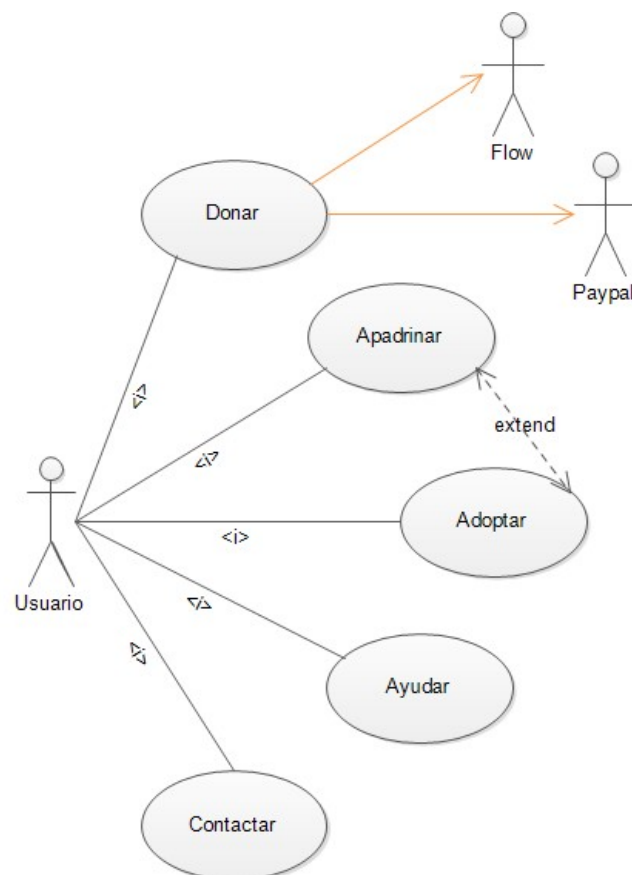 Flow
Donar
Paypal
Apadrinar
<i>
<i>
extend
Adoptar
<i>
Usuario
<i>
<i>
Ayudar
Contactar